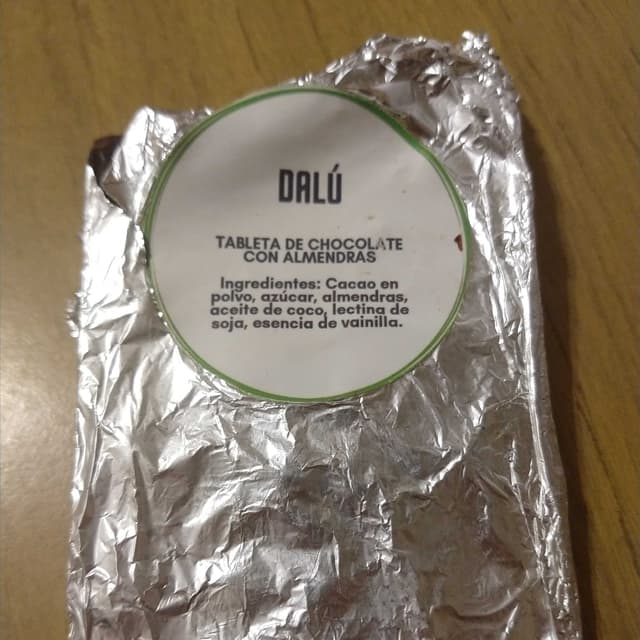 DALÚ
TABLETA DE CHOCOLATE
CON ALMENDRAS
Ingredientes: Cacao en
polvo, azúcar, almendras,
aceite de coco, lectina de
soja, esencia de vainilla.